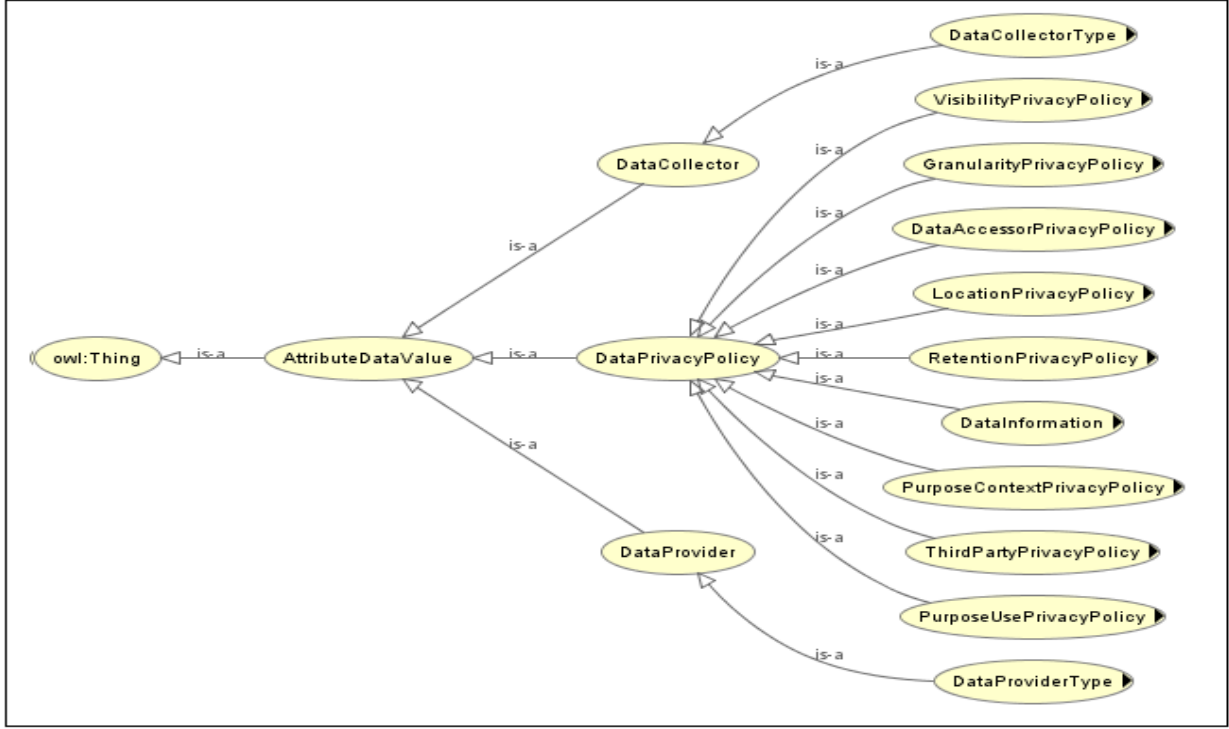 DataCollectorType
is-a
VisibilityPrivacyPolicy
is-a
DataCollector
GranularityPrivacyPolicy
is-a
DataAccessorPrivacyPolicy
is-a
is-a
LocationPrivacyPolicy
is-a
owl:Thing
is-a
AttributeDataValue
is-a
DataPrivacyPolicy
is-a
RetentionPrivacyPolicy
is-a
DataInformation
is-a
is-a
PurposeContextPrivacyPolicy
is-a
DataProvider
is-a
ThirdPartyPrivacyPolicy
PurposeUsePrivacyPolicy
is-a
DataProviderType